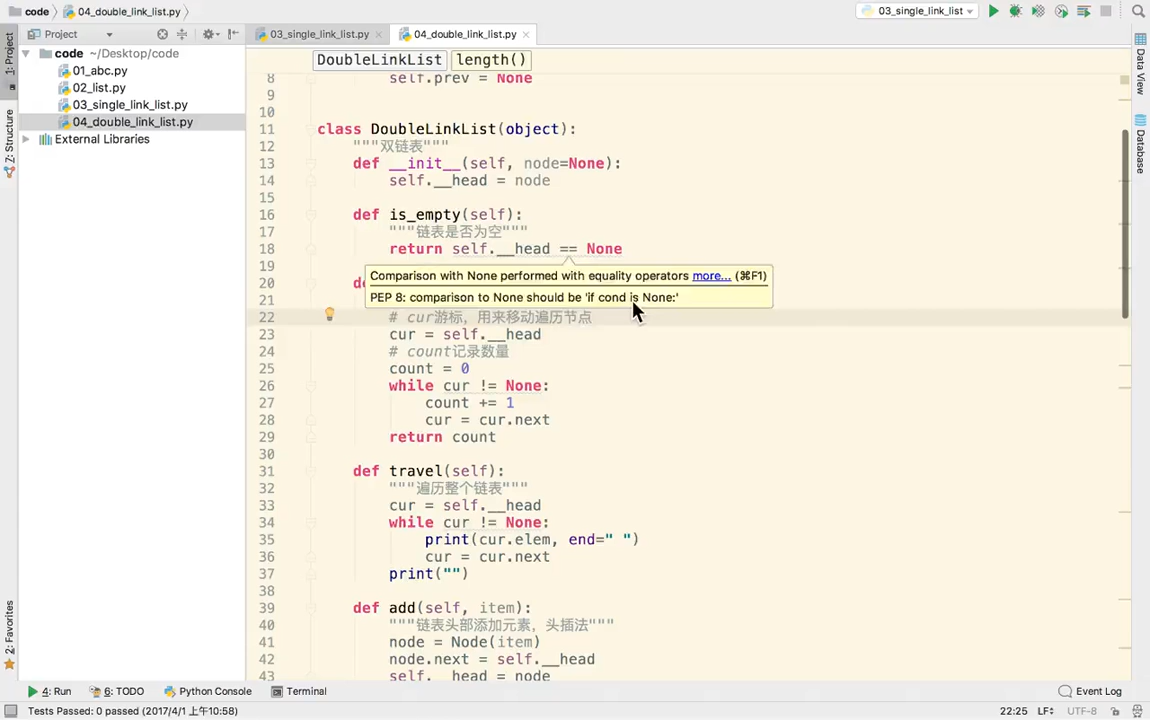 code 04_double_link_list.py 03_single_link_list
1: Project
Project
03_single_link_list.py
04_double_link_list.py
code ~/Desktop/code
01_abc.py
02_list.py
03_single_link_list.py
04_double_link_list.py
External Libraries
Z: Structure
2: Favorites
Data View
Database
DoubleLinkList length()
8 self.prev = None
9
10
11 class DoubleLinkList(object):
12 """双链表"""
13 def __init__(self, node=None):
14 self.__head = node
15
16 def is_empty(self):
17 """链表是否为空"""
18 return self.__head == None
19
Comparison with None performed with equality operators more... (⌘F1)
PEP 8: comparison to None should be 'if cond is None:'
20 de
21
22 # cur游标，用来移动遍历节点
23 cur = self.__head
24 # count记录数量
25 count = 0
26 while cur != None:
27 count += 1
28 cur = cur.next
29 return count
30
31 def travel(self):
32 """遍历整个链表"""
33 cur = self.__head
34 while cur != None:
35 print(cur.elem, end=" ")
36 cur = cur.next
37 print("")
38
39 def add(self, item):
40 """链表头部添加元素，头插法"""
41 node = Node(item)
42 node.next = self.__head
43 self.__head = node
4: Run 6: TODO Python Console Terminal Event Log
Tests Passed: 0 passed (2017/4/1 上午10:58) 22:25 LF UTF-8